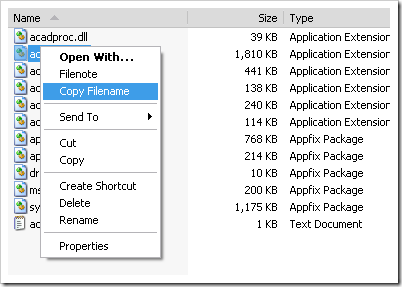 Name Size Type
acadproc.dll 39 KB Application Extension
ac 1,810 KB Application Extension
ac 441 KB Application Extension
ac 138 KB Application Extension
ac 240 KB Application Extension
ac 114 KB Application Extension
ap 768 KB Appfix Package
ap 214 KB Appfix Package
dr 10 KB Appfix Package
ms 200 KB Appfix Package
sy 1,175 KB Appfix Package
ac 1 KB Text Document
Open With...
Filenote
Copy Filename
Send To
Cut
Copy
Create Shortcut
Delete
Rename
Properties